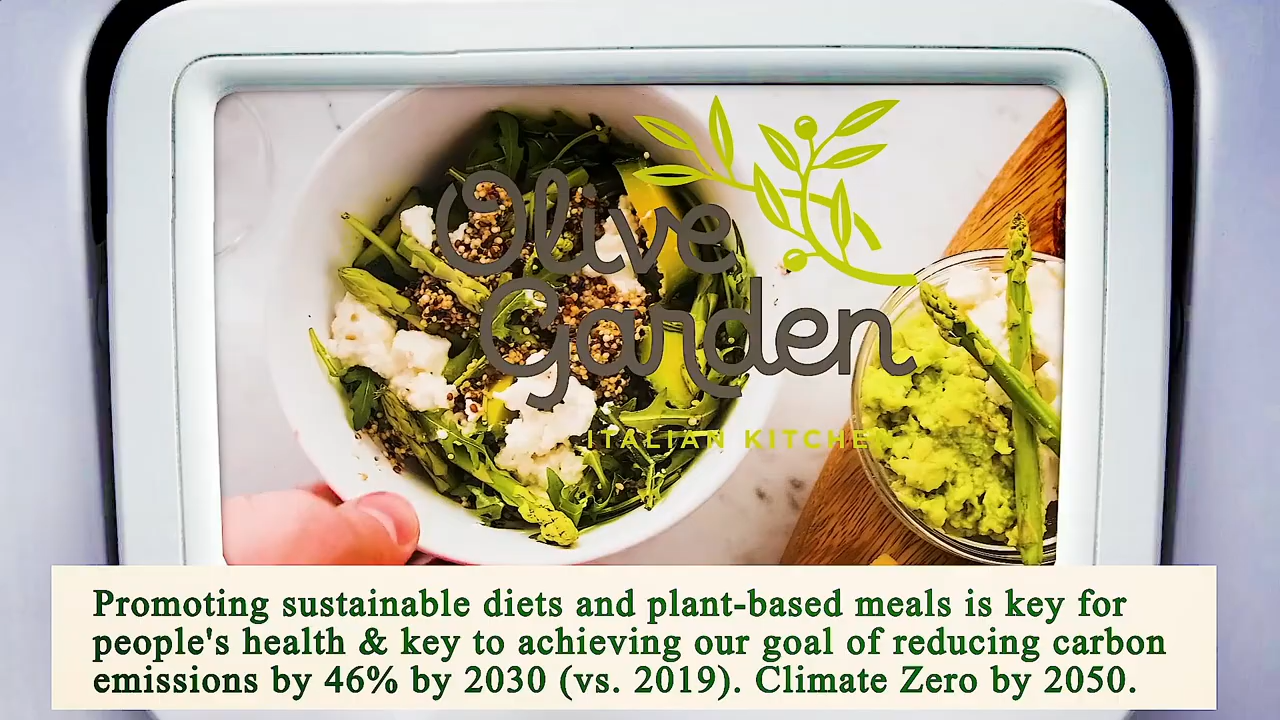 Olive
Garden
ITALIAN KITCHEN
Promoting sustainable diets and plant-based meals is key for
people's health & key to achieving our goal of reducing carbon
emissions by 46% by 2030 (vs. 2019). Climate Zero by 2050.